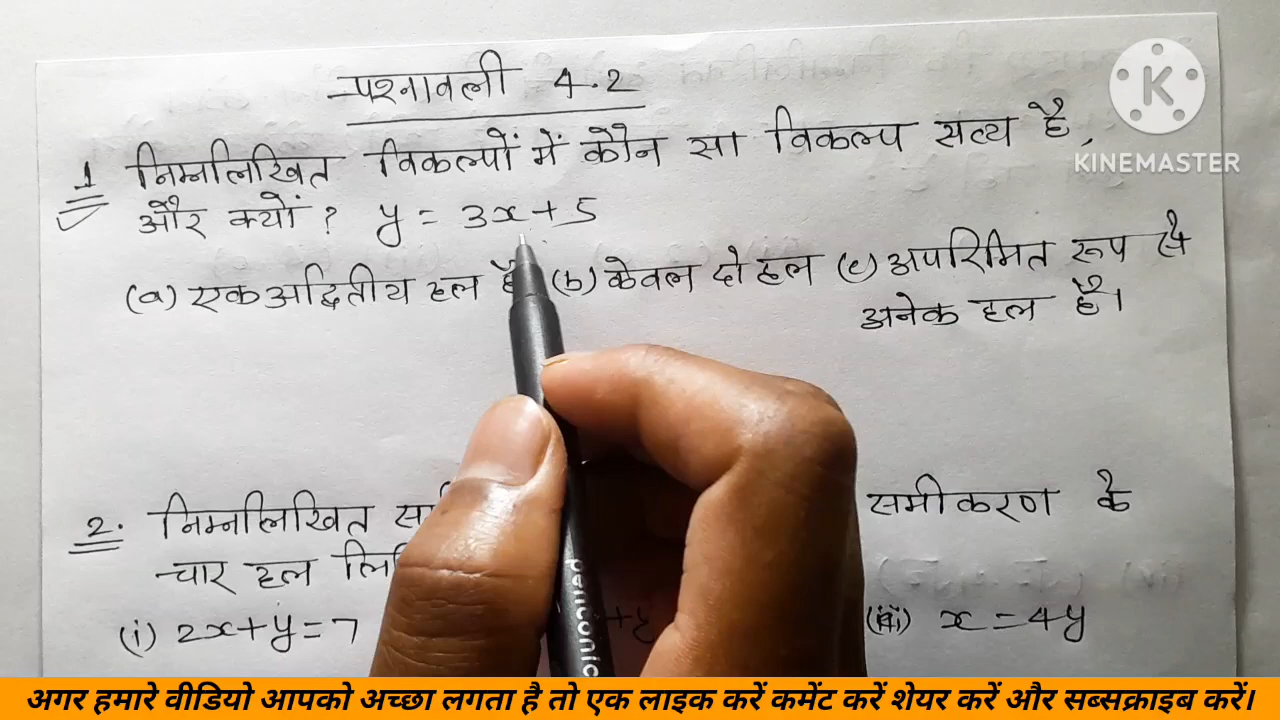 प्रश्नावली 4.2
K
KINEMASTER
1 निम्नलिखित विकल्पों में कौन सा विकल्प सत्य है,
और क्यों? y = 3x+5
(a) एक अद्वितीय हल है (b) केवल दो हल (c) अपरिमित रूप से
अनेक हल है।
2. निम्नलिखित समीकरण के
चार हल
(i) 2x+y=7 (iii) x=4y
penconic
अगर हमारे वीडियो आपको अच्छा लगता है तो एक लाइक करें कमेंट करें शेयर करें और सब्सक्राइब करें।